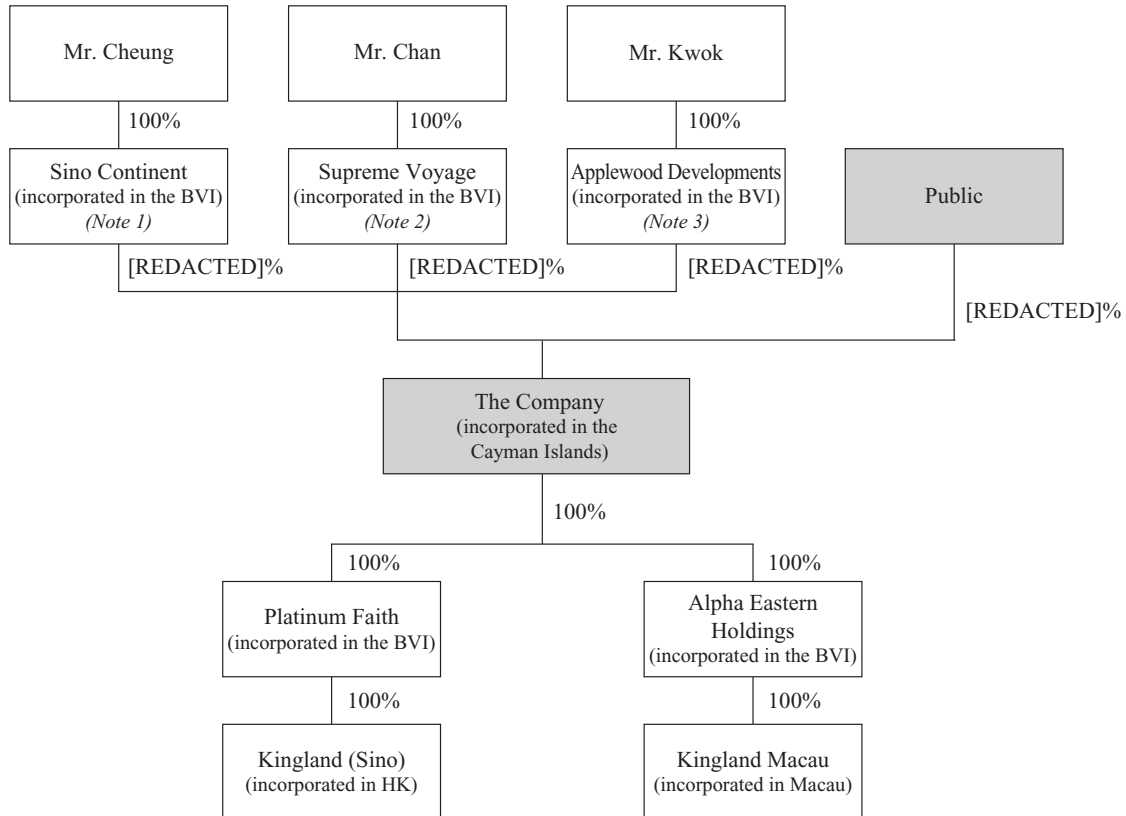 Mr. Cheung
Mr. Chan
Mr. Kwok
100%
100%
100%
Sino Continent
(incorporated in the BVI)
(Note 1)
Supreme Voyage
(incorporated in the BVI)
(Note 2)
Applewood Developments
(incorporated in the BVI)
(Note 3)
Public
[REDACTED]%
[REDACTED]%
[REDACTED]%
[REDACTED]%
The Company
(incorporated in the
Cayman Islands)
100%
100%
100%
Platinum Faith
(incorporated in the BVI)
Alpha Eastern
Holdings
(incorporated in the BVI)
100%
100%
Kingland (Sino)
(incorporated in HK)
Kingland Macau
(incorporated in Macau)